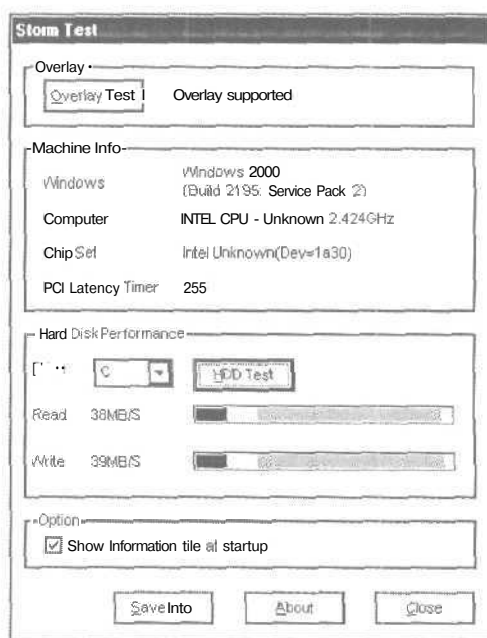 Storm Test
Overlay
Overlay Test Overlay supported
Machine Info
Windows Windows 2000
(Build 2195: Service Pack 2)
Computer INTEL CPU - Unknown 2.424GHz
Chip Set Intel Unknown(Dev=1a30)
PCI Latency Timer 255
Hard Disk Performance
C HDD Test
Read 38MB/S
Write 39MB/S
Option
Show Information tile at startup
Save Into About Close